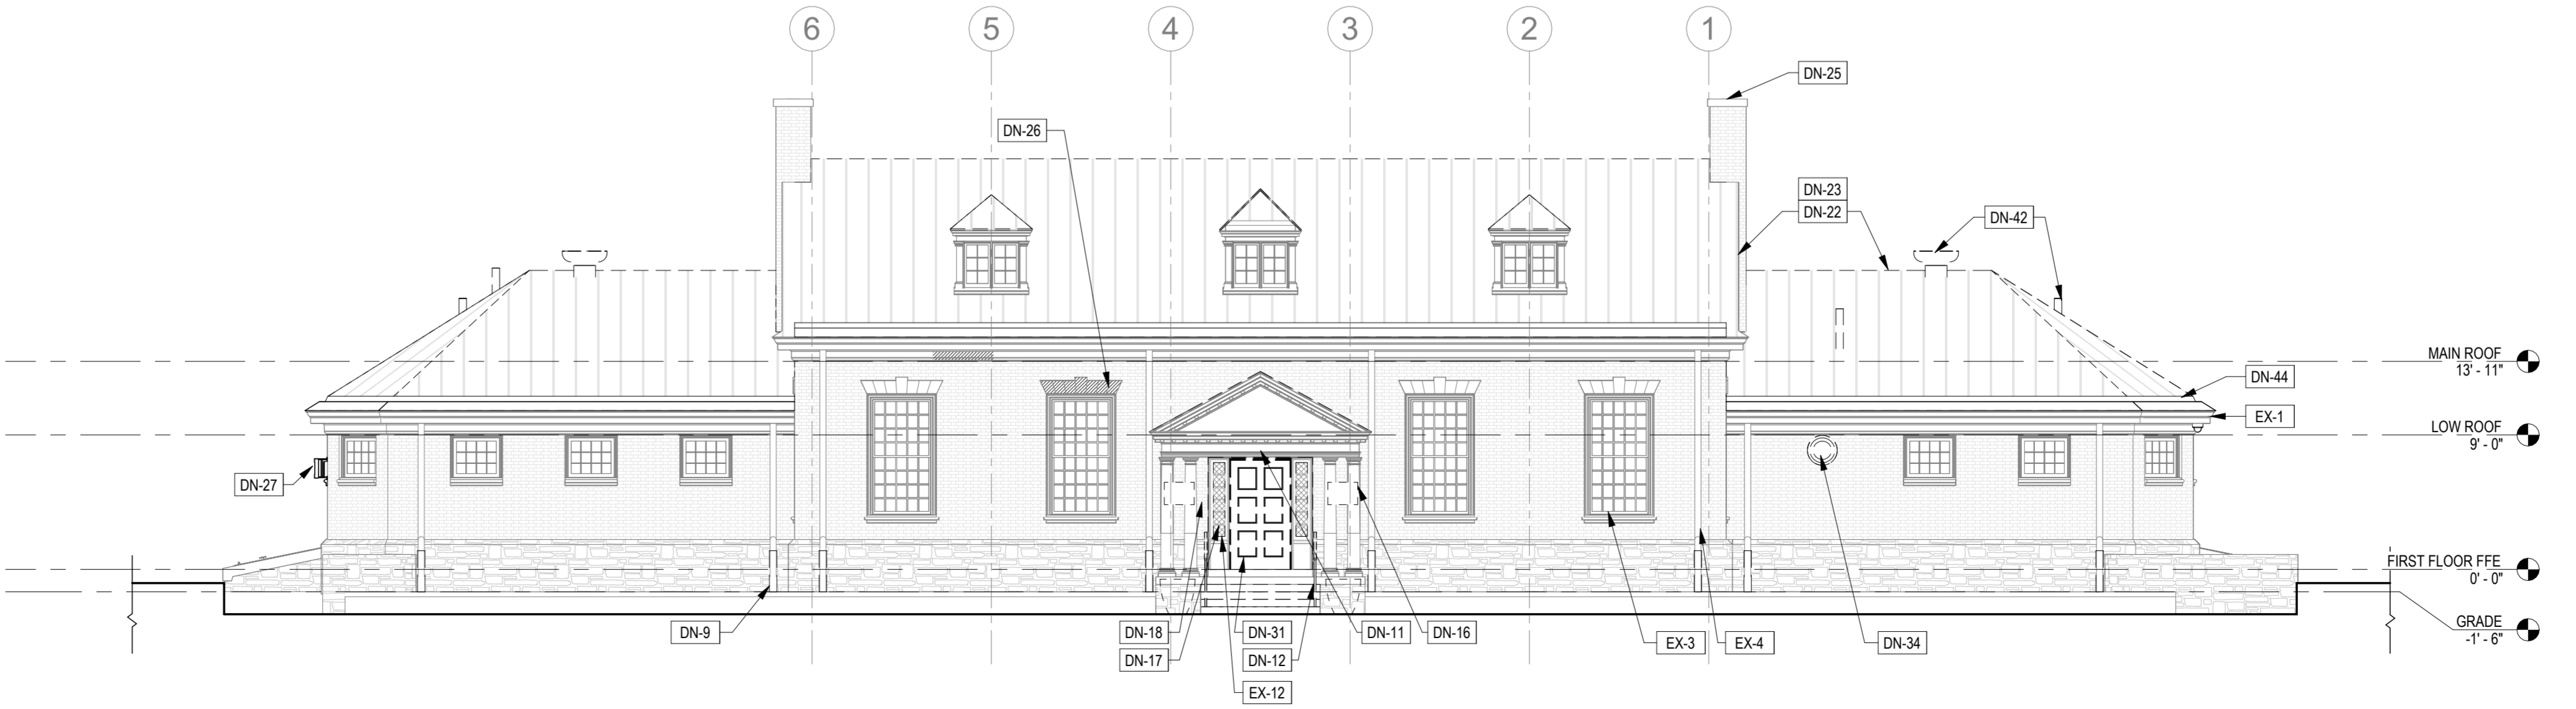 6 5 4 3 2 1
DN-25
DN-26
DN-23
DN-22
DN-42
MAIN ROOF
13' - 11"
DN-44
EX-1
LOW ROOF
9' - 0"
DN-27
DN-34
FIRST FLOOR FFE
0' - 0"
GRADE
-1' - 6"
DN-9
DN-18
DN-31
DN-11
DN-16
EX-3
EX-4
DN-17
DN-12
EX-12